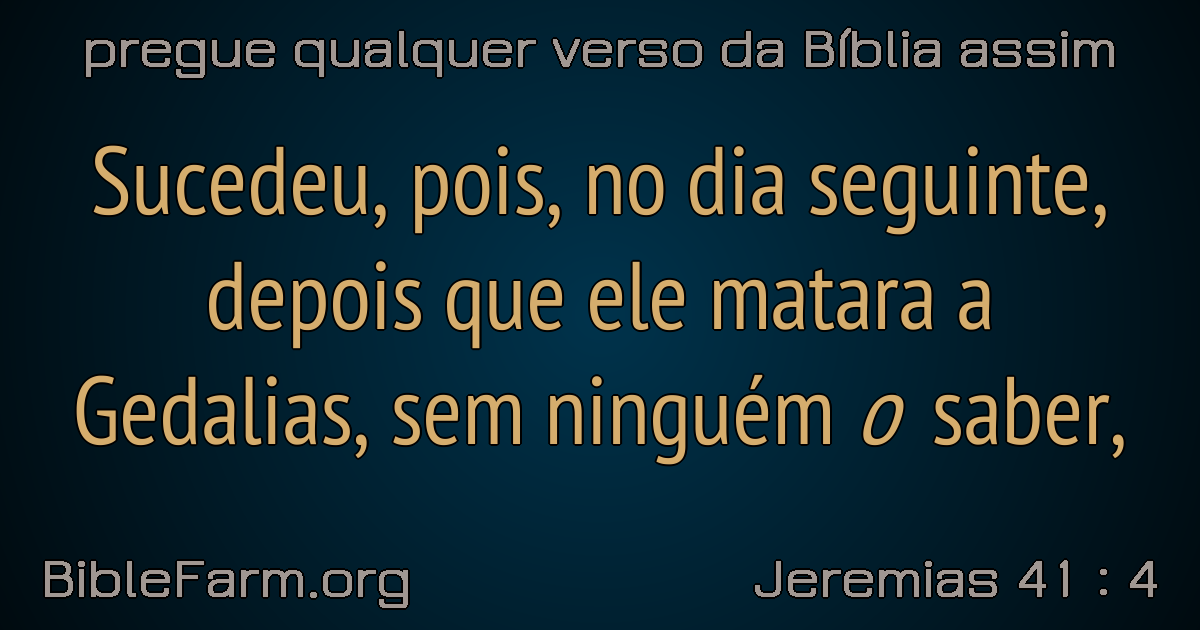 pregue qualquer verso da Bíblia assim
Sucedeu, pois, no dia seguinte,
depois que ele matara a
Gedalias, sem ninguém o saber,
BibleFarm.org
Jeremias 41 : 4